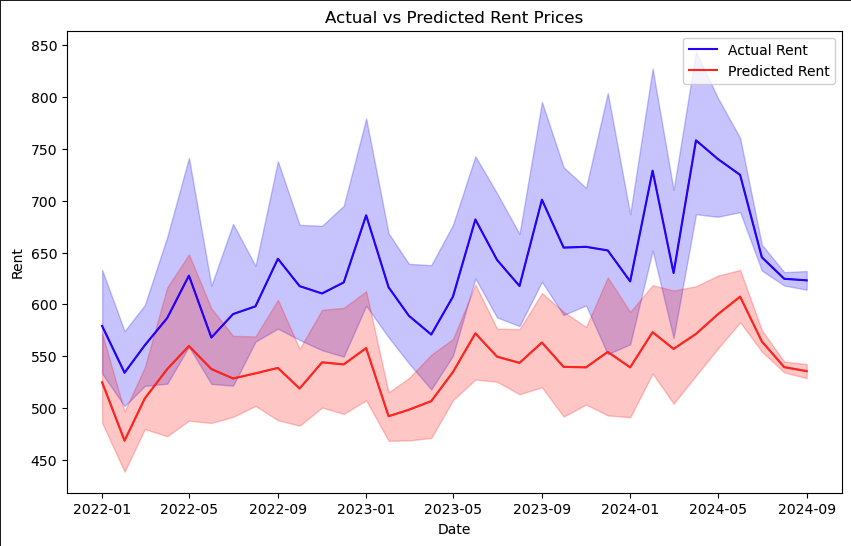 Actual vs Predicted Rent Prices
Actual Rent
Predicted Rent
850
800
750
700
650
600
550
500
450
Rent
2022-01 2022-05 2022-09 2023-01 2023-05 2023-09 2024-01 2024-05 2024-09
Date